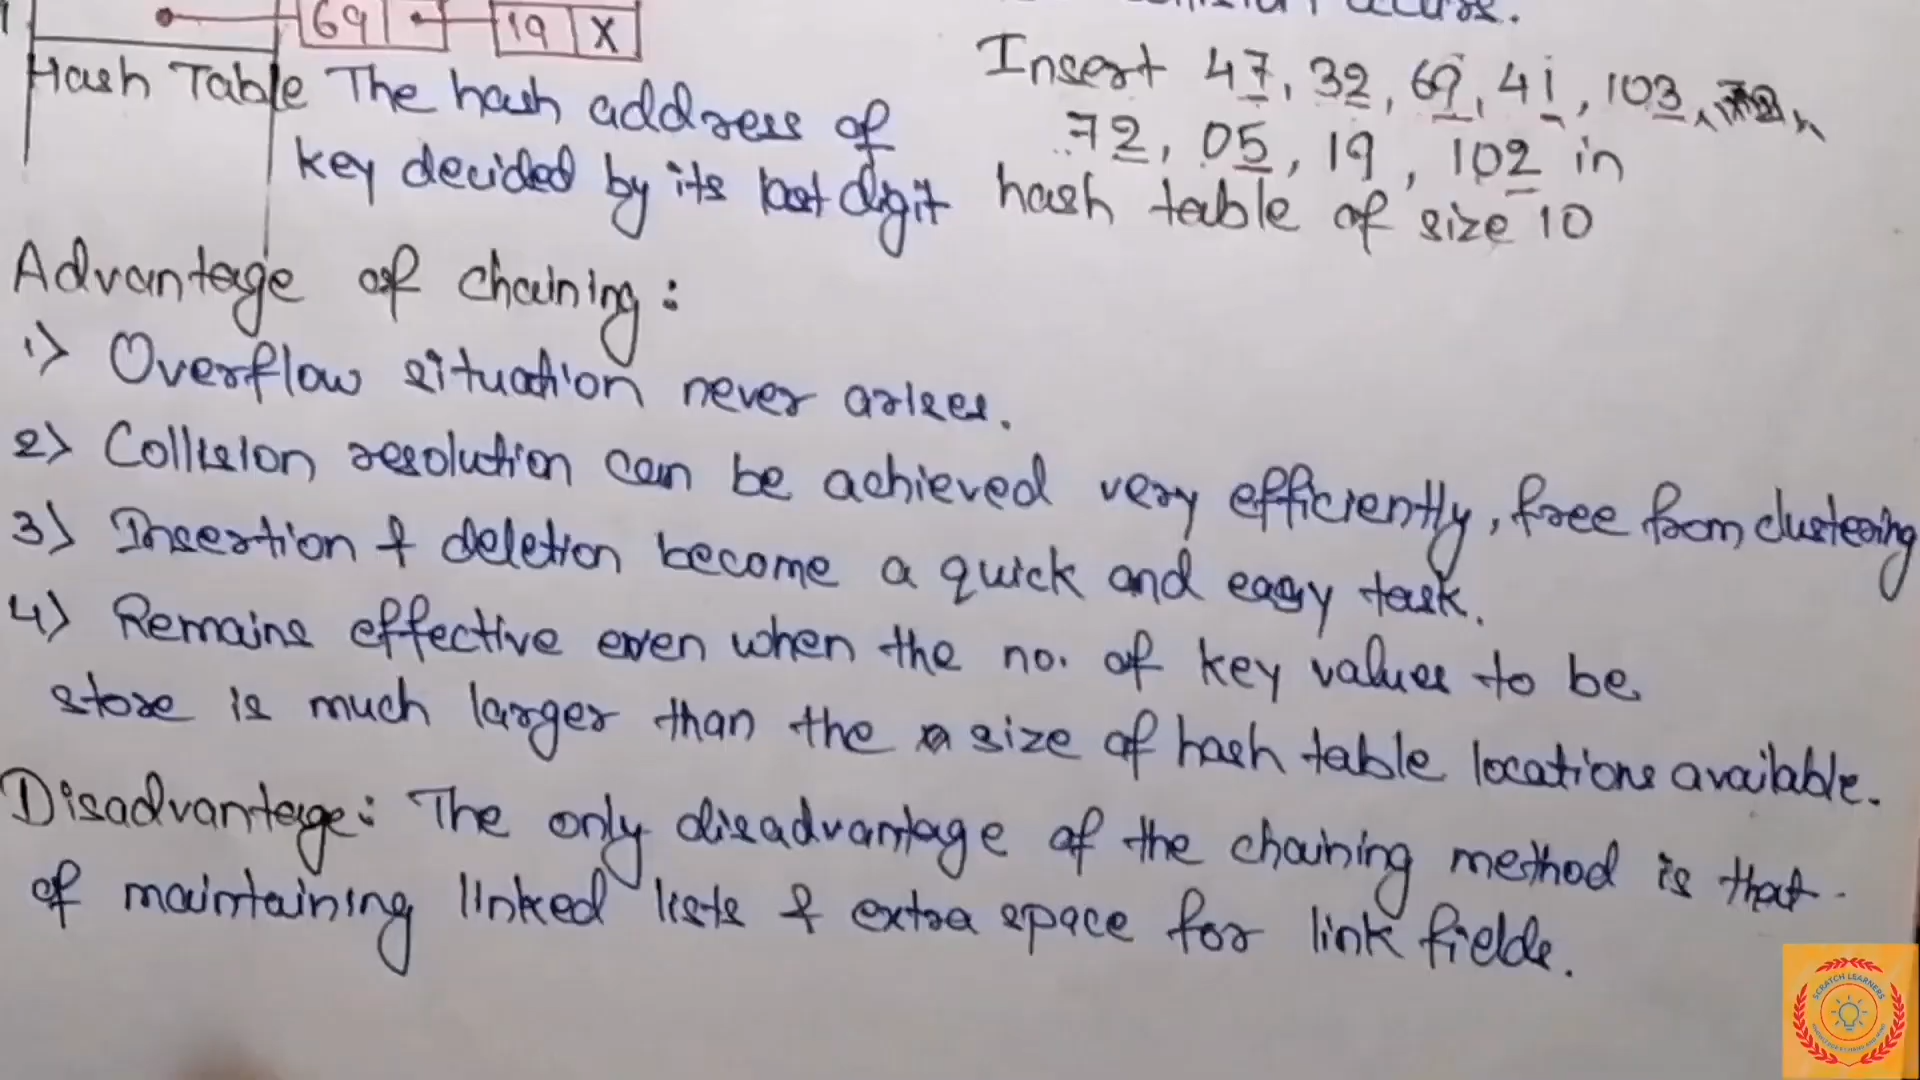 69 19 X
Hash Table The hash address of
key decided by its last digit
Insert 47, 32, 69, 41, 103,
72, 05, 19, 102 in
hash table of size 10
Advantage of chaining :
1) Overflow situation never arises.
2) Collision resolution can be achieved very efficiently, free from clustering
3) Insertion & deletion become a quick and easy task.
4) Remains effective even when the no. of key values to be
store is much larger than the size of hash table locations available.
Disadvantage: The only disadvantage of the chaining method is that
of maintaining linked lists & extra space for link fields.
SCRATCH LEARNERS